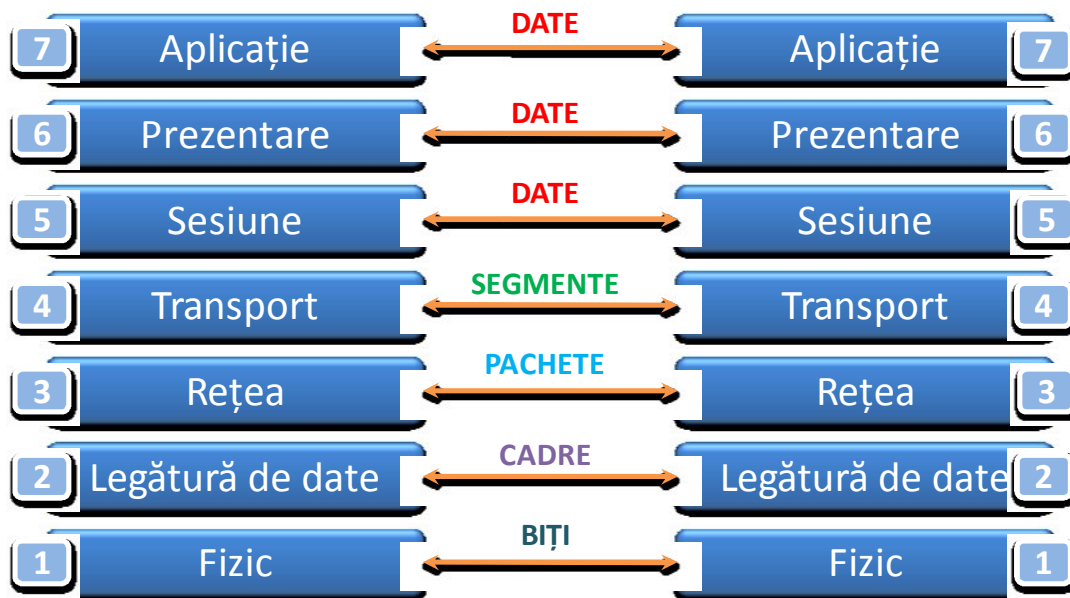 DATE
7 Aplicație Aplicație 7
DATE
6 Prezentare Prezentare 6
DATE
5 Sesiune Sesiune 5
SEGMENTE
4 Transport Transport 4
PACHETE
3 Rețea Rețea 3
CADRE
2 Legătură de date Legătură de date 2
BIȚI
1 Fizic Fizic 1